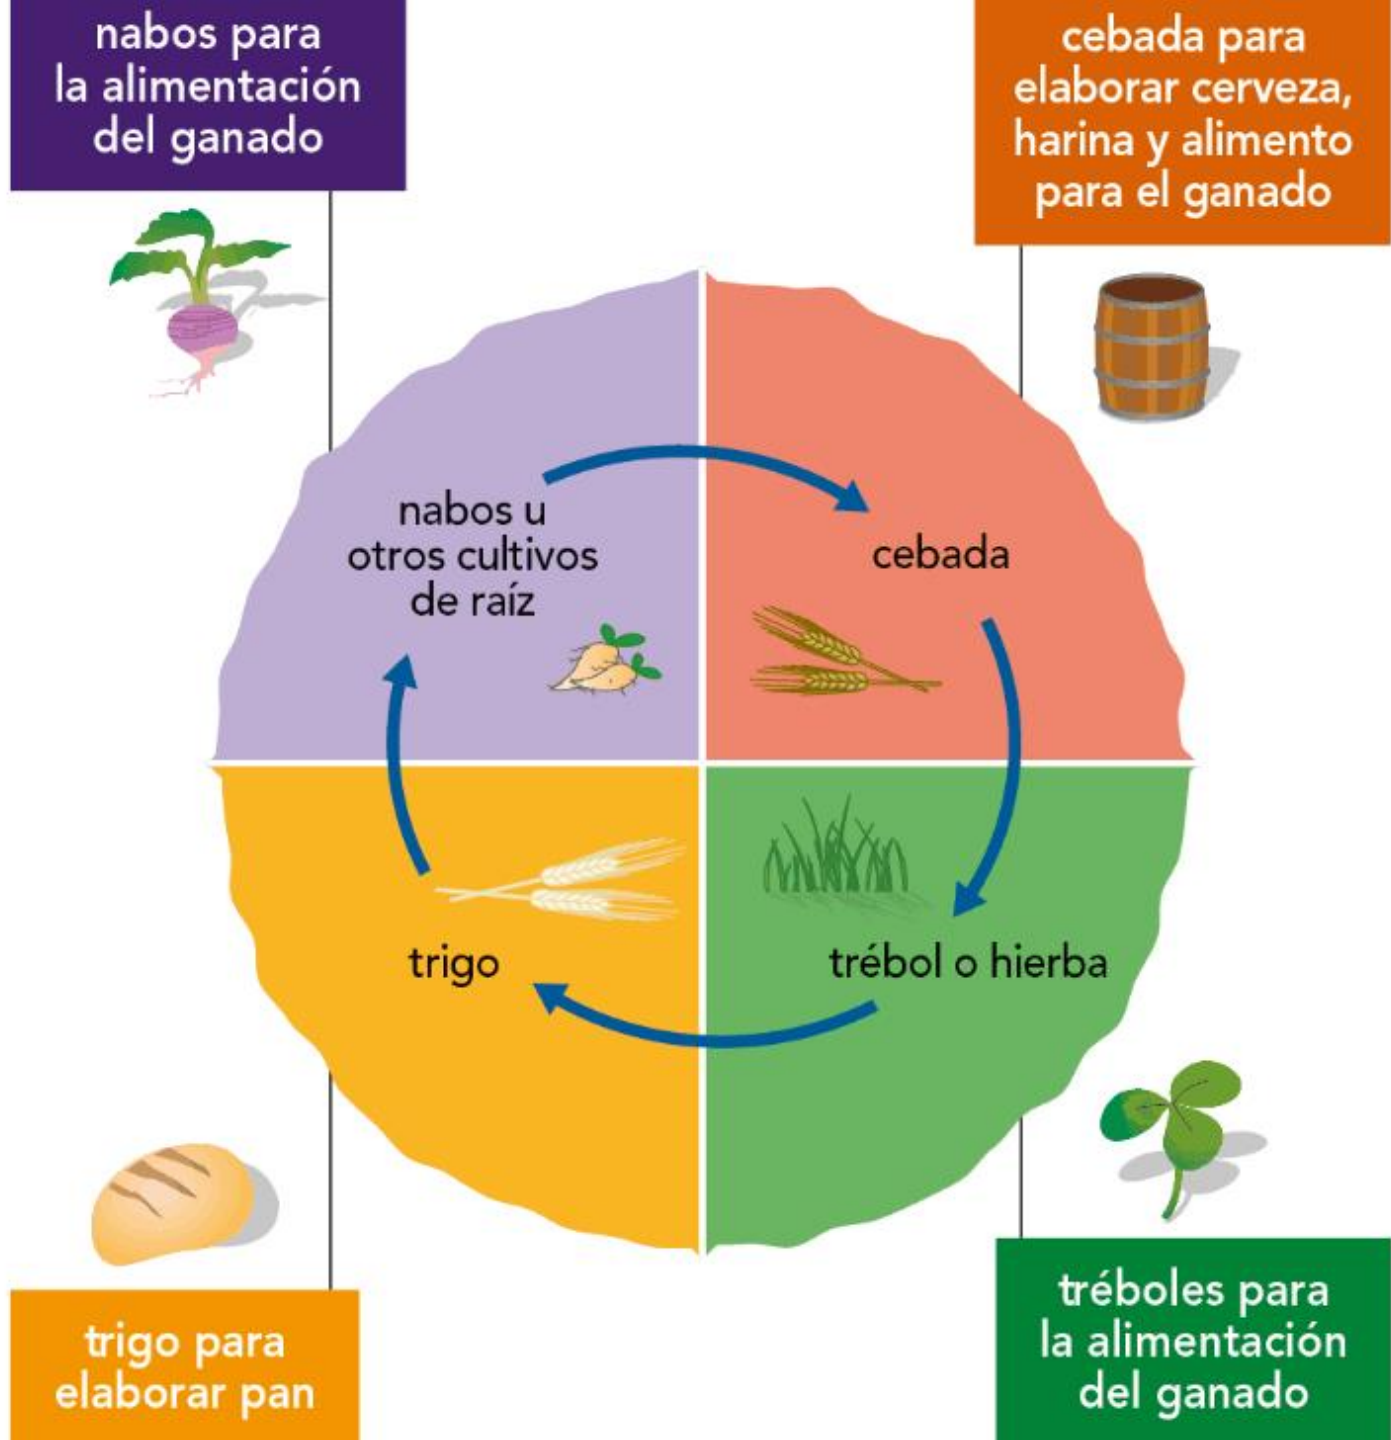 nabos para
la alimentación
del ganado
cebada para
elaborar cerveza,
harina y alimento
para el ganado
nabos u
otros cultivos
de raíz
cebada
trigo
trébol o hierba
trigo para
elaborar pan
tréboles para
la alimentación
del ganado